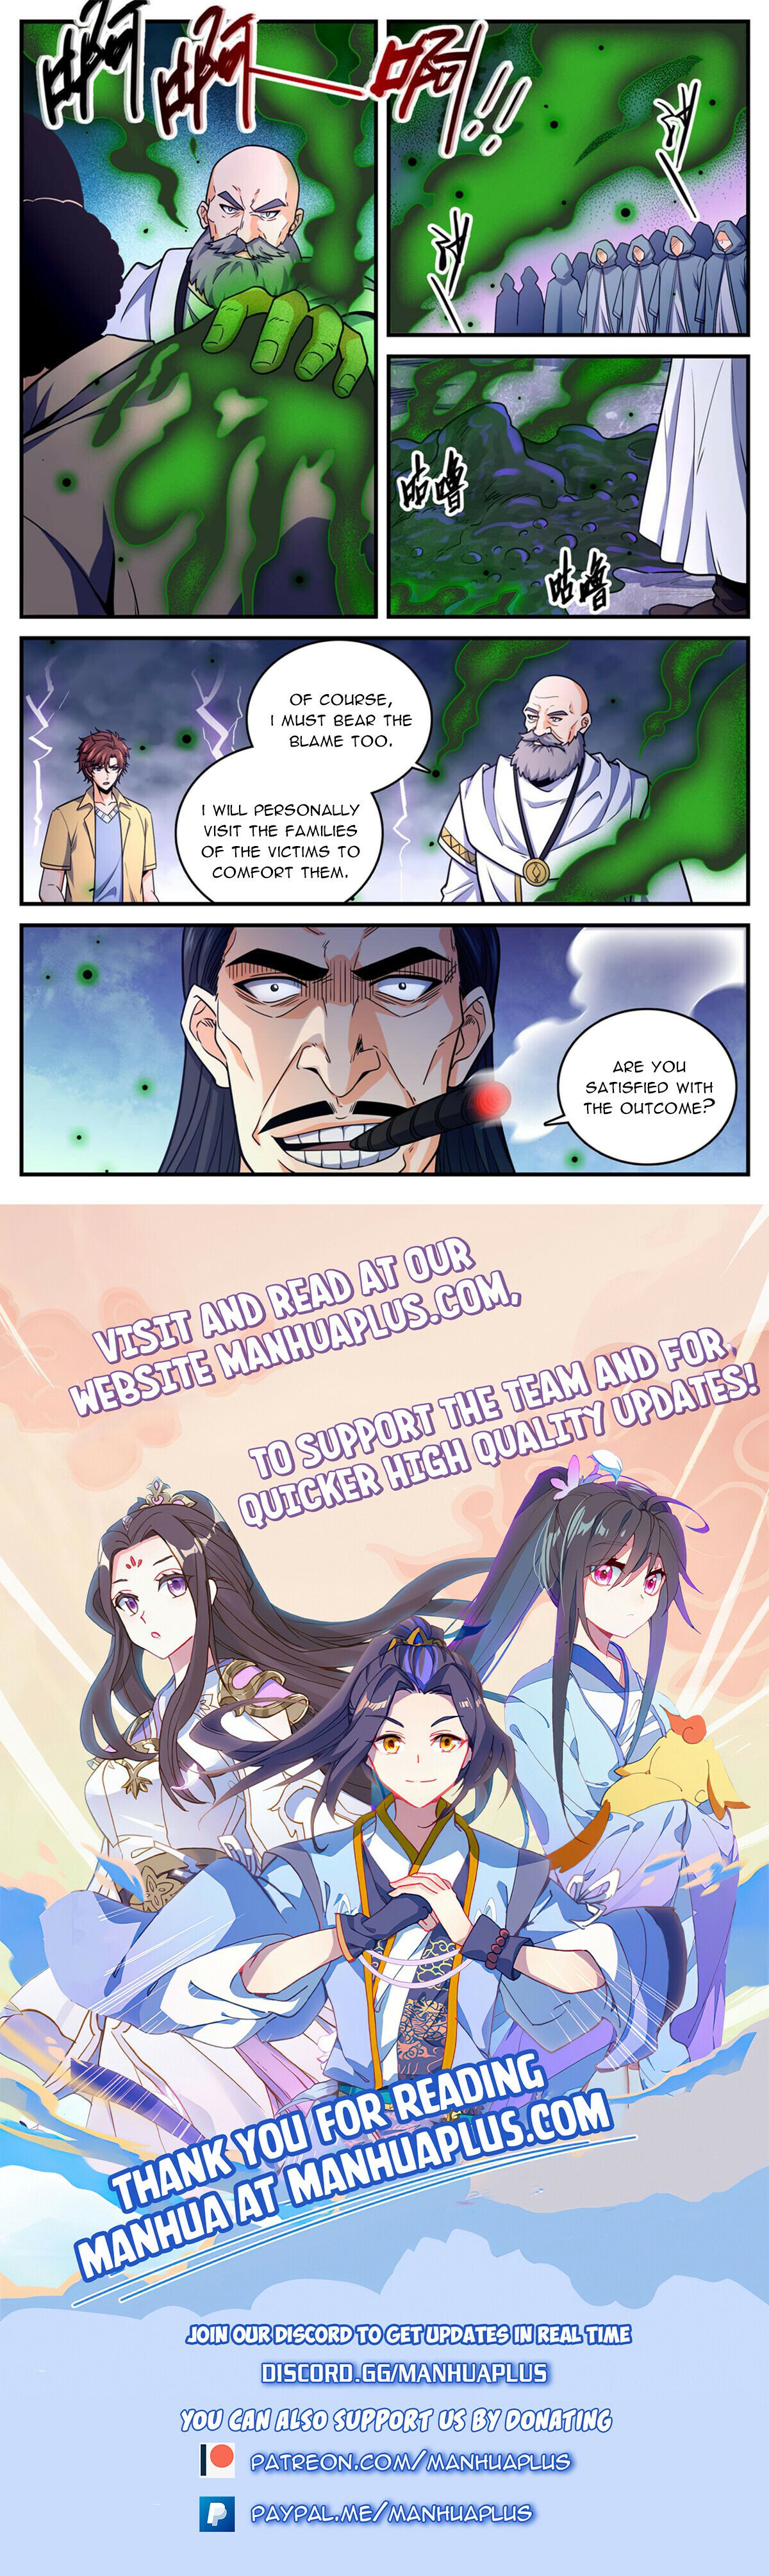 啊啊啊!!
沙
沙
咕噜
咕噜
OF COURSE,
I MUST BEAR THE
BLAME TOO.
I WILL PERSONALLY
VISIT THE FAMILIES
OF THE VICTIMS TO
COMFORT THEM.
ARE YOU
SATISFIED WITH
THE OUTCOME?
VISIT AND READ AT OUR
WEBSITE MANHUAPLUS.COM,
TO SUPPORT THE TEAM AND FOR
QUICKER HIGH QUALITY UPDATES!
THANK YOU FOR READING
MANHUA AT MANHUAPLUS.COM
JOIN OUR DISCORD TO GET UPDATES IN REAL TIME
DISCORD.GG/MANHUAPLUS
YOU CAN ALSO SUPPORT US BY DONATING
PATREON.COM/MANHUAPLUS
PAYPAL.ME/MANHUAPLUS